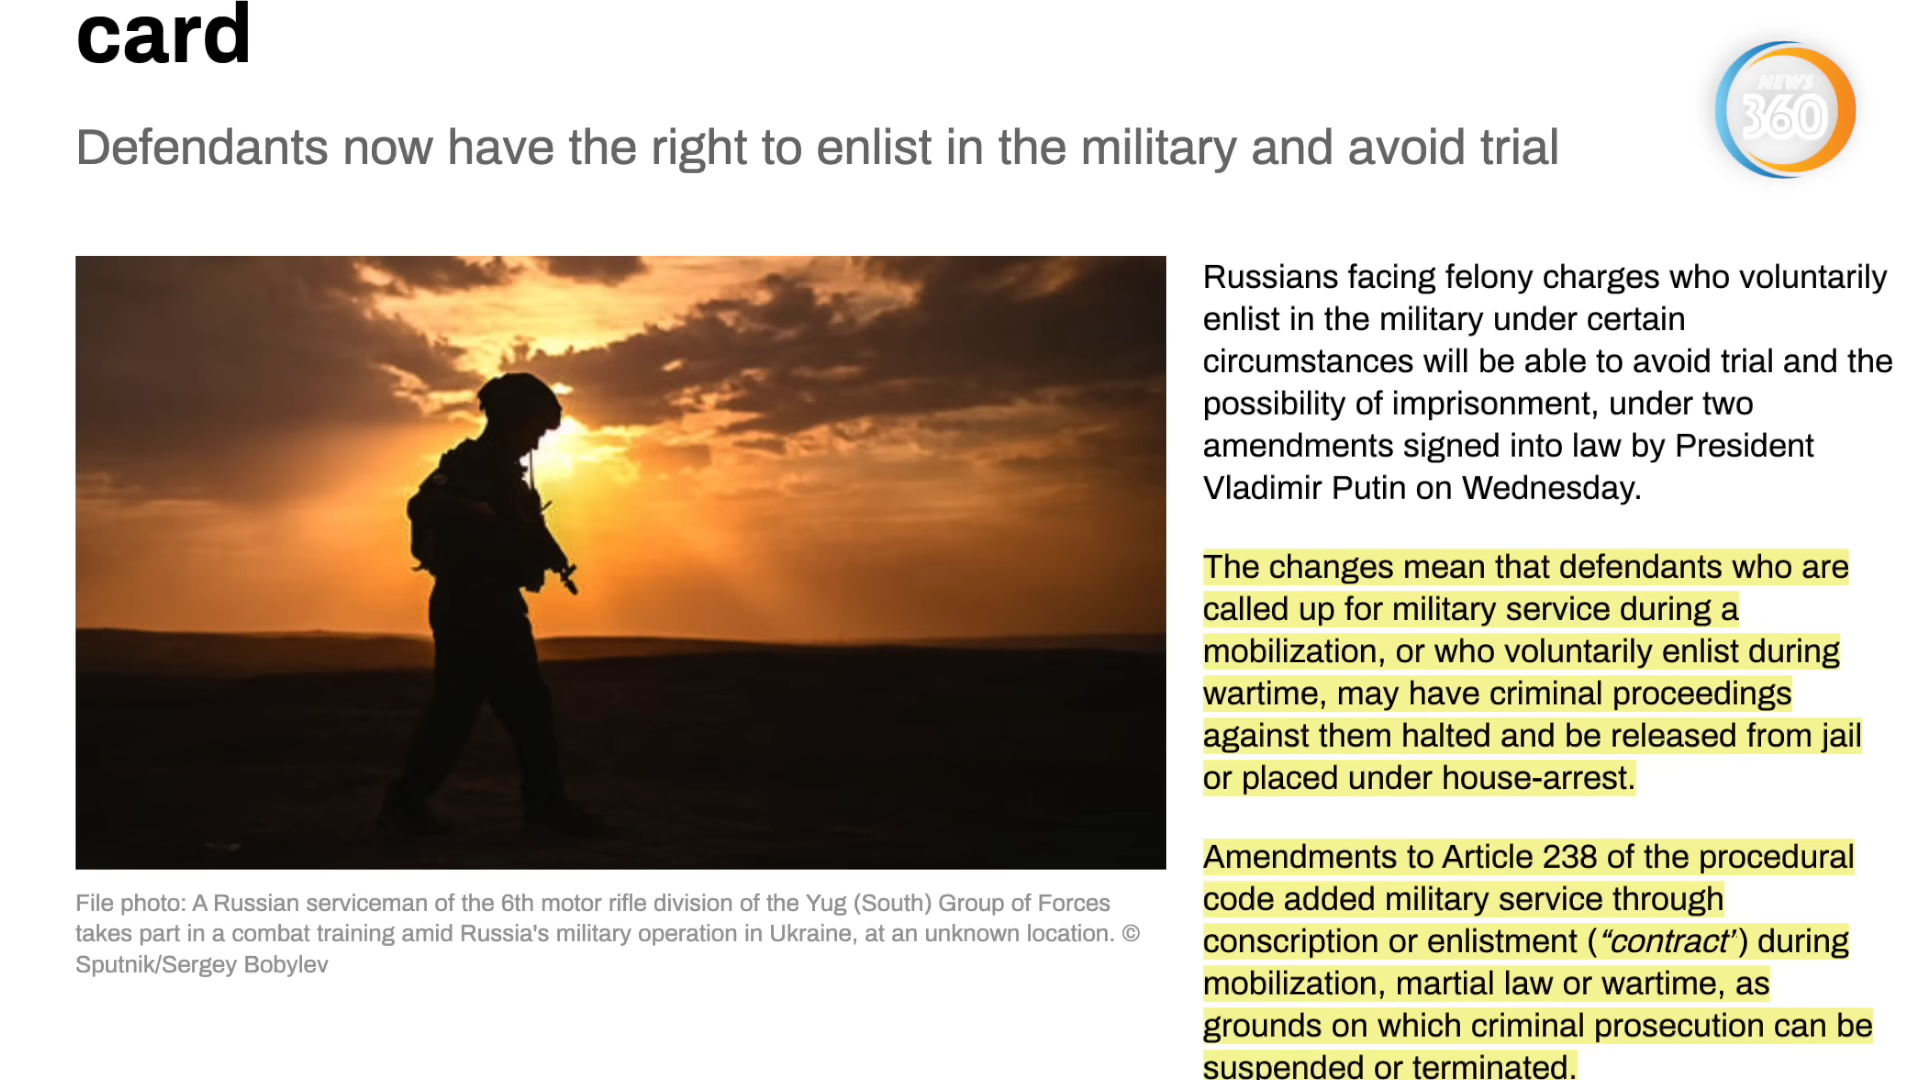 card
NEWS
360
Defendants now have the right to enlist in the military and avoid trial
Russians facing felony charges who voluntarily
enlist in the military under certain
circumstances will be able to avoid trial and the
possibility of imprisonment, under two
amendments signed into law by President
Vladimir Putin on Wednesday.
The changes mean that defendants who are
called up for military service during a
mobilization, or who voluntarily enlist during
wartime, may have criminal proceedings
against them halted and be released from jail
or placed under house-arrest.
Amendments to Article 238 of the procedural
code added military service through
conscription or enlistment (“contract”) during
mobilization, martial law or wartime, as
grounds on which criminal prosecution can be
suspended or terminated.
File photo: A Russian serviceman of the 6th motor rifle division of the Yug (South) Group of Forces
takes part in a combat training amid Russia's military operation in Ukraine, at an unknown location. ©
Sputnik/Sergey Bobylev